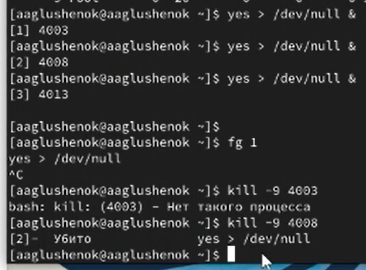 [aaglushenok@aaglushenok ~]$ yes > /dev/null &
[1] 4003
[aaglushenok@aaglushenok ~]$ yes > /dev/null &
[2] 4008
[aaglushenok@aaglushenok ~]$ yes > /dev/null &
[3] 4013
[aaglushenok@aaglushenok ~]$
[aaglushenok@aaglushenok ~]$ fg 1
yes > /dev/null
^C
[aaglushenok@aaglushenok ~]$ kill -9 4003
bash: kill: (4003) – Нет такого процесса
[aaglushenok@aaglushenok ~]$ kill -9 4008
[2]- Убито yes > /dev/null
[aaglushenok@aaglushenok ~]$